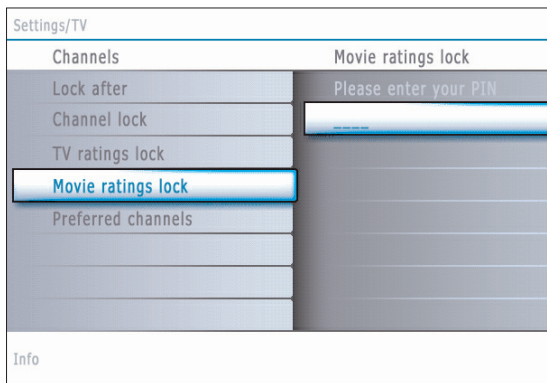 Settings/TV
Channels
Movie ratings lock
Lock after
Please enter your PIN
Channel lock
_ _ _ _
TV ratings lock
Movie ratings lock
Preferred channels
Info